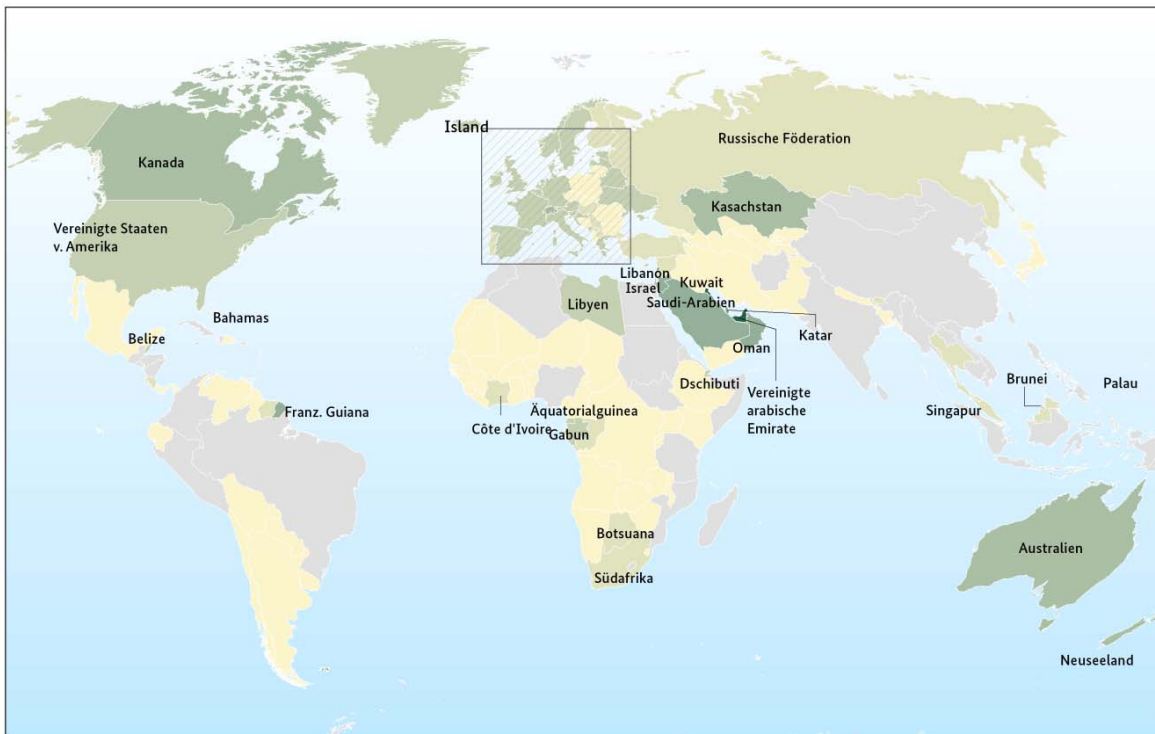 Island
Russische Föderation
Kanada
Kasachstan
Vereinigte Staaten
v. Amerika
Libanon
Israel
Kuwait
Saudi-Arabien
Libyen
Bahamas
Belize
Katar
Oman
Dschibuti
Vereinigte
arabische
Emirate
Brunei
Palau
Singapur
Franz. Guiana
Äquatorialguinea
Côte d'Ivoire
Gabun
Botsuana
Südafrika
Australien
Neuseeland